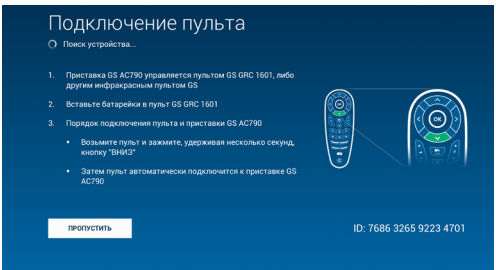 Подключение пульта
Поиск устройства...
1. Приставка GS AC790 управляется пультом GS GRC 1601, либо
другим инфракрасным пультом GS
2. Вставьте батарейки в пульт GS GRC 1601
3. Порядок подключения пульта и приставки GS AC790
▪ Возьмите пульт и зажмите, удерживая несколько секунд,
кнопку "ВНИЗ"
▪ Затем пульт автоматически подключится к приставке GS
AC790
OK
OK
ПРОПУСТИТЬ
ID: 7686 3265 9223 4701